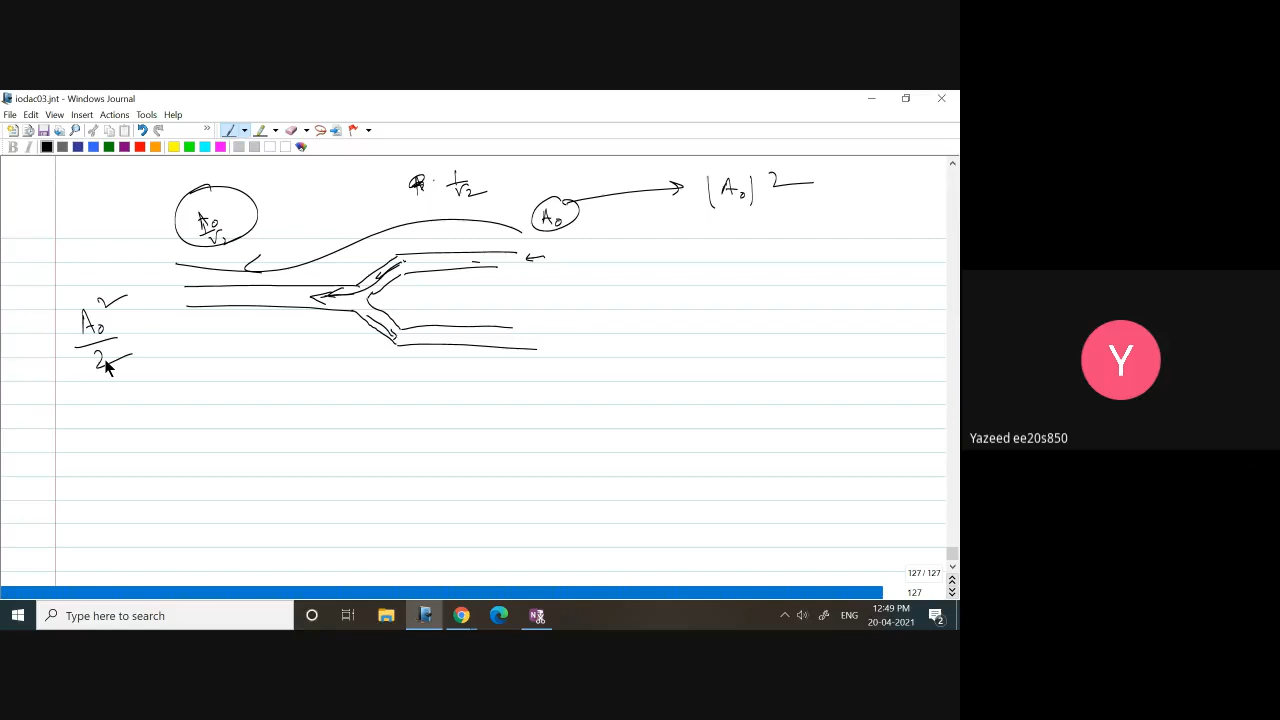 iodac03.jnt - Windows Journal
File Edit View Insert Actions Tools Help
B I
1/√2
A₀/√2
A₀
|A₀|²
A₀²/2
Yazeed ee20s850
Y
127 / 127
127
Type here to search
ENG
12:49 PM
20-04-2021
2